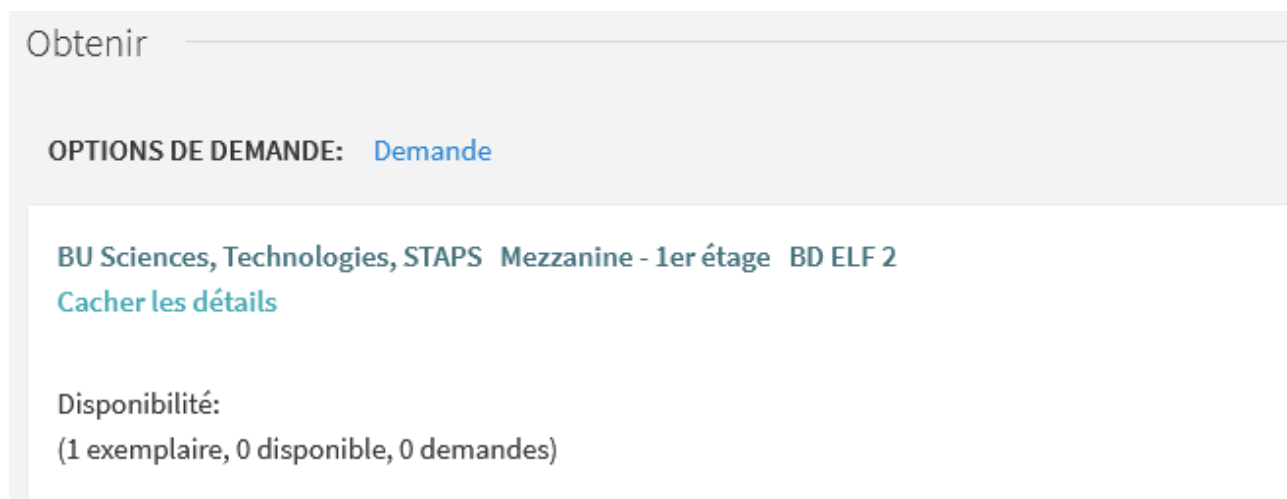 Obtenir
OPTIONS DE DEMANDE: Demande
BU Sciences, Technologies, STAPS Mezzanine - 1er étage BD ELF 2
Cacher les détails
Disponibilité:
(1 exemplaire, 0 disponible, 0 demandes)